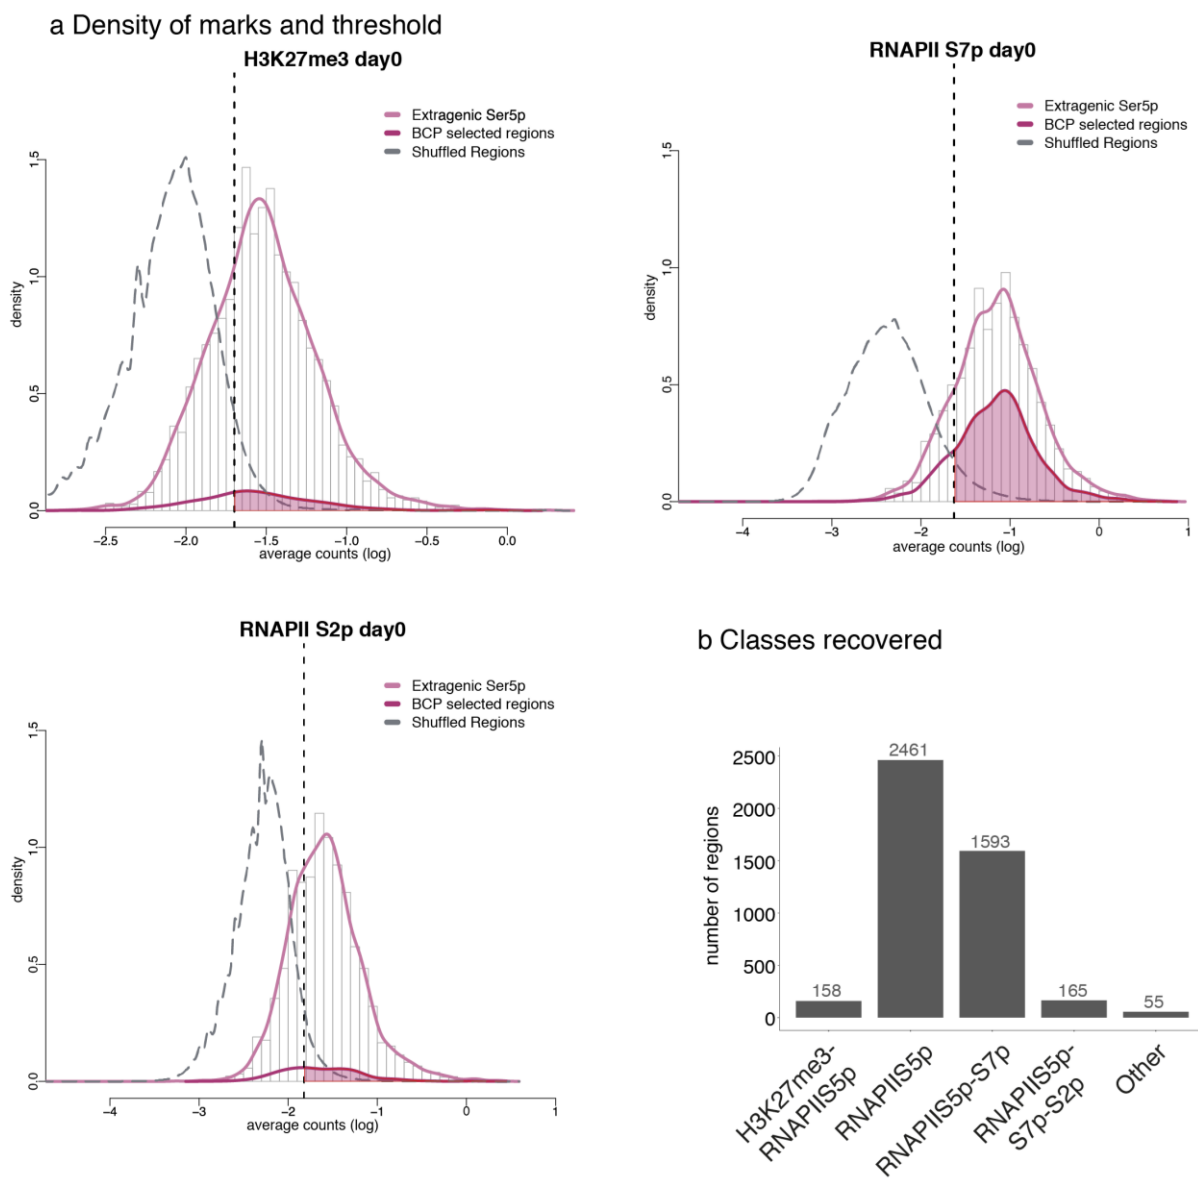 a Density of marks and threshold
H3K27me3 day0
Extragenic Ser5p
BCP selected regions
Shuffled Regions
density
0.0
0.5
1.0
1.5
−2.5
−2.0
−1.5
−1.0
−0.5
0.0
average counts (log)
RNAPII S7p day0
Extragenic Ser5p
BCP selected regions
Shuffled Regions
density
0.0
0.5
1.0
1.5
−4
−3
−2
−1
0
1
average counts (log)
RNAPII S2p day0
Extragenic Ser5p
BCP selected regions
Shuffled Regions
density
0.0
0.5
1.0
1.5
−4
−3
−2
−1
0
1
average counts (log)
b Classes recovered
number of regions
2500
2000
1500
1000
500
0
158
2461
1593
165
55
H3K27me3-
RNAPIIS5p
RNAPIIS5p
RNAPIIS5p-S7p
RNAPIIS5p-
S7p-S2p
Other